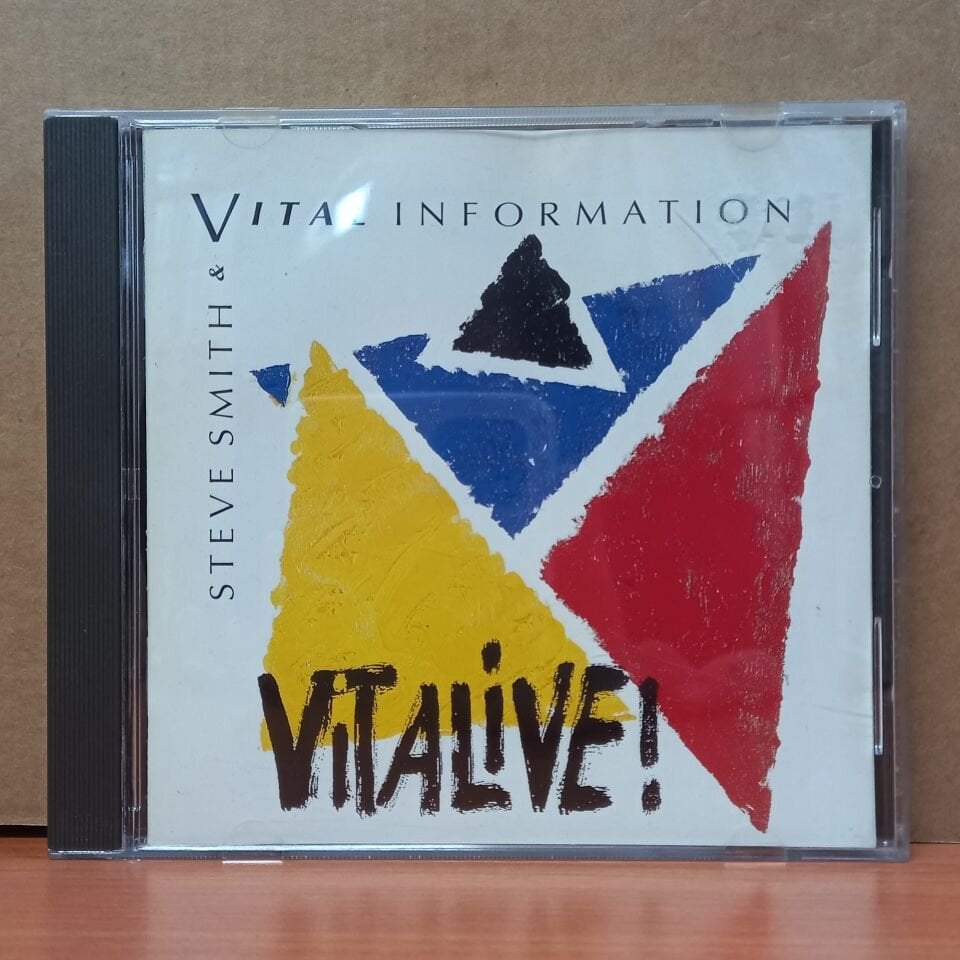 STEVE SMITH &
VITAL INFORMATION
ViTALiVE!